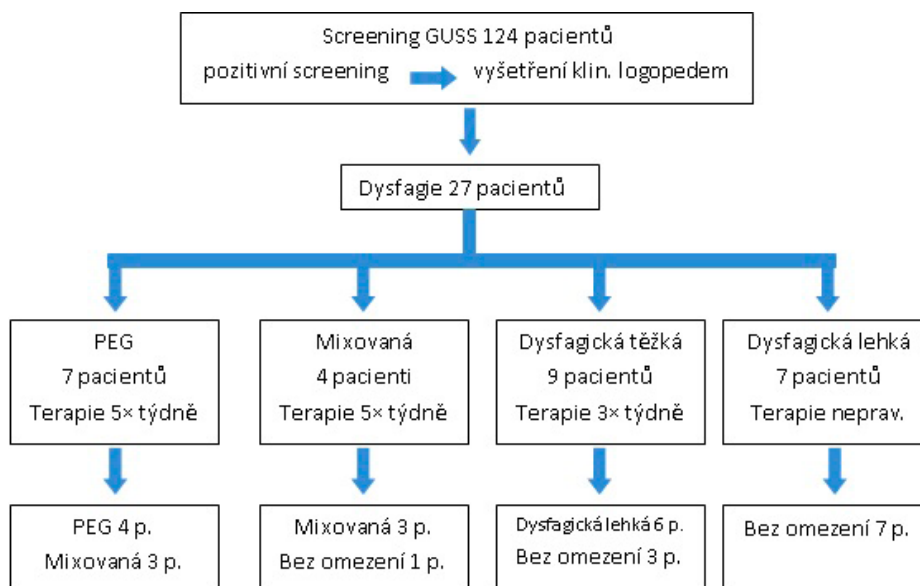 Screening GUSS 124 pacientů
pozitivní screening vyšetření klin. logopedem
Dysfagie 27 pacientů
PEG
7 pacientů
Terapie 5× týdně
Mixovaná
4 pacienti
Terapie 5× týdně
Dysfagická těžká
9 pacientů
Terapie 3× týdně
Dysfagická lehká
7 pacientů
Terapie neprav.
PEG 4 p.
Mixovaná 3 p.
Mixovaná 3 p.
Bez omezení 1 p.
Dysfagická lehká 6 p.
Bez omezení 3 p.
Bez omezení 7 p.